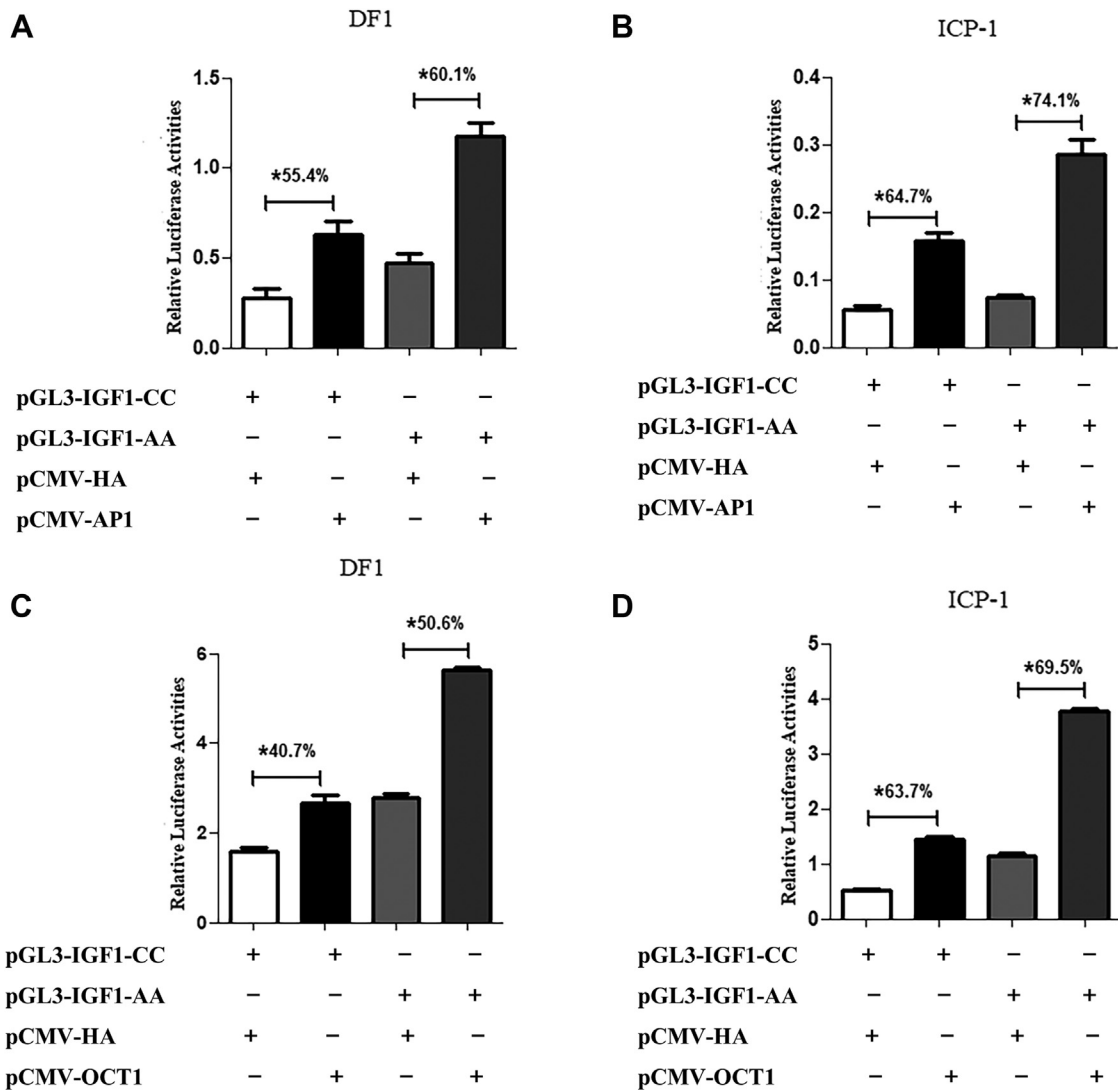 A
DF1
Relative Luciferase Activities
1.5
1.0
0.5
0.0
*55.4%
*60.1%
pGL3-IGF1-CC + + – –
pGL3-IGF1-AA – – + +
pCMV-HA + – + –
pCMV-AP1 – + – +
B
ICP-1
Relative Luciferase Activities
0.4
0.3
0.2
0.1
0.0
*64.7%
*74.1%
pGL3-IGF1-CC + + – –
pGL3-IGF1-AA – – + +
pCMV-HA + – + –
pCMV-AP1 – + – +
C
DF1
Relative Luciferase Activities
6
4
2
0
*40.7%
*50.6%
pGL3-IGF1-CC + + – –
pGL3-IGF1-AA – – + +
pCMV-HA + – + –
pCMV-OCT1 – + – +
D
ICP-1
Relative Luciferase Activities
5
4
3
2
1
0
*63.7%
*69.5%
pGL3-IGF1-CC + + – –
pGL3-IGF1-AA – – + +
pCMV-HA + – + –
pCMV-OCT1 – + – +